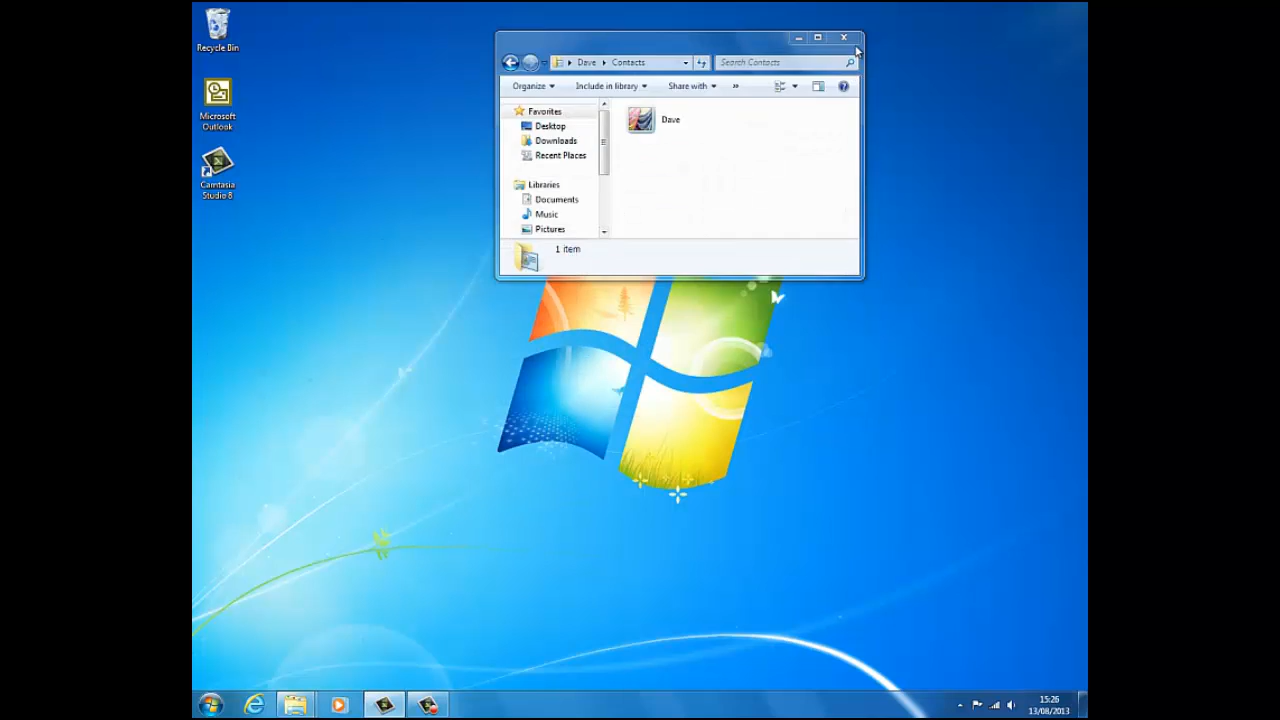 Recycle Bin
Microsoft
Outlook
Camtasia
Studio 8
Dave
Contacts
Search Contacts
Organize
Include in library
Share with
»
Favorites
Desktop
Downloads
Recent Places
Libraries
Documents
Music
Pictures
Dave
1 item
15:26
13/08/2013